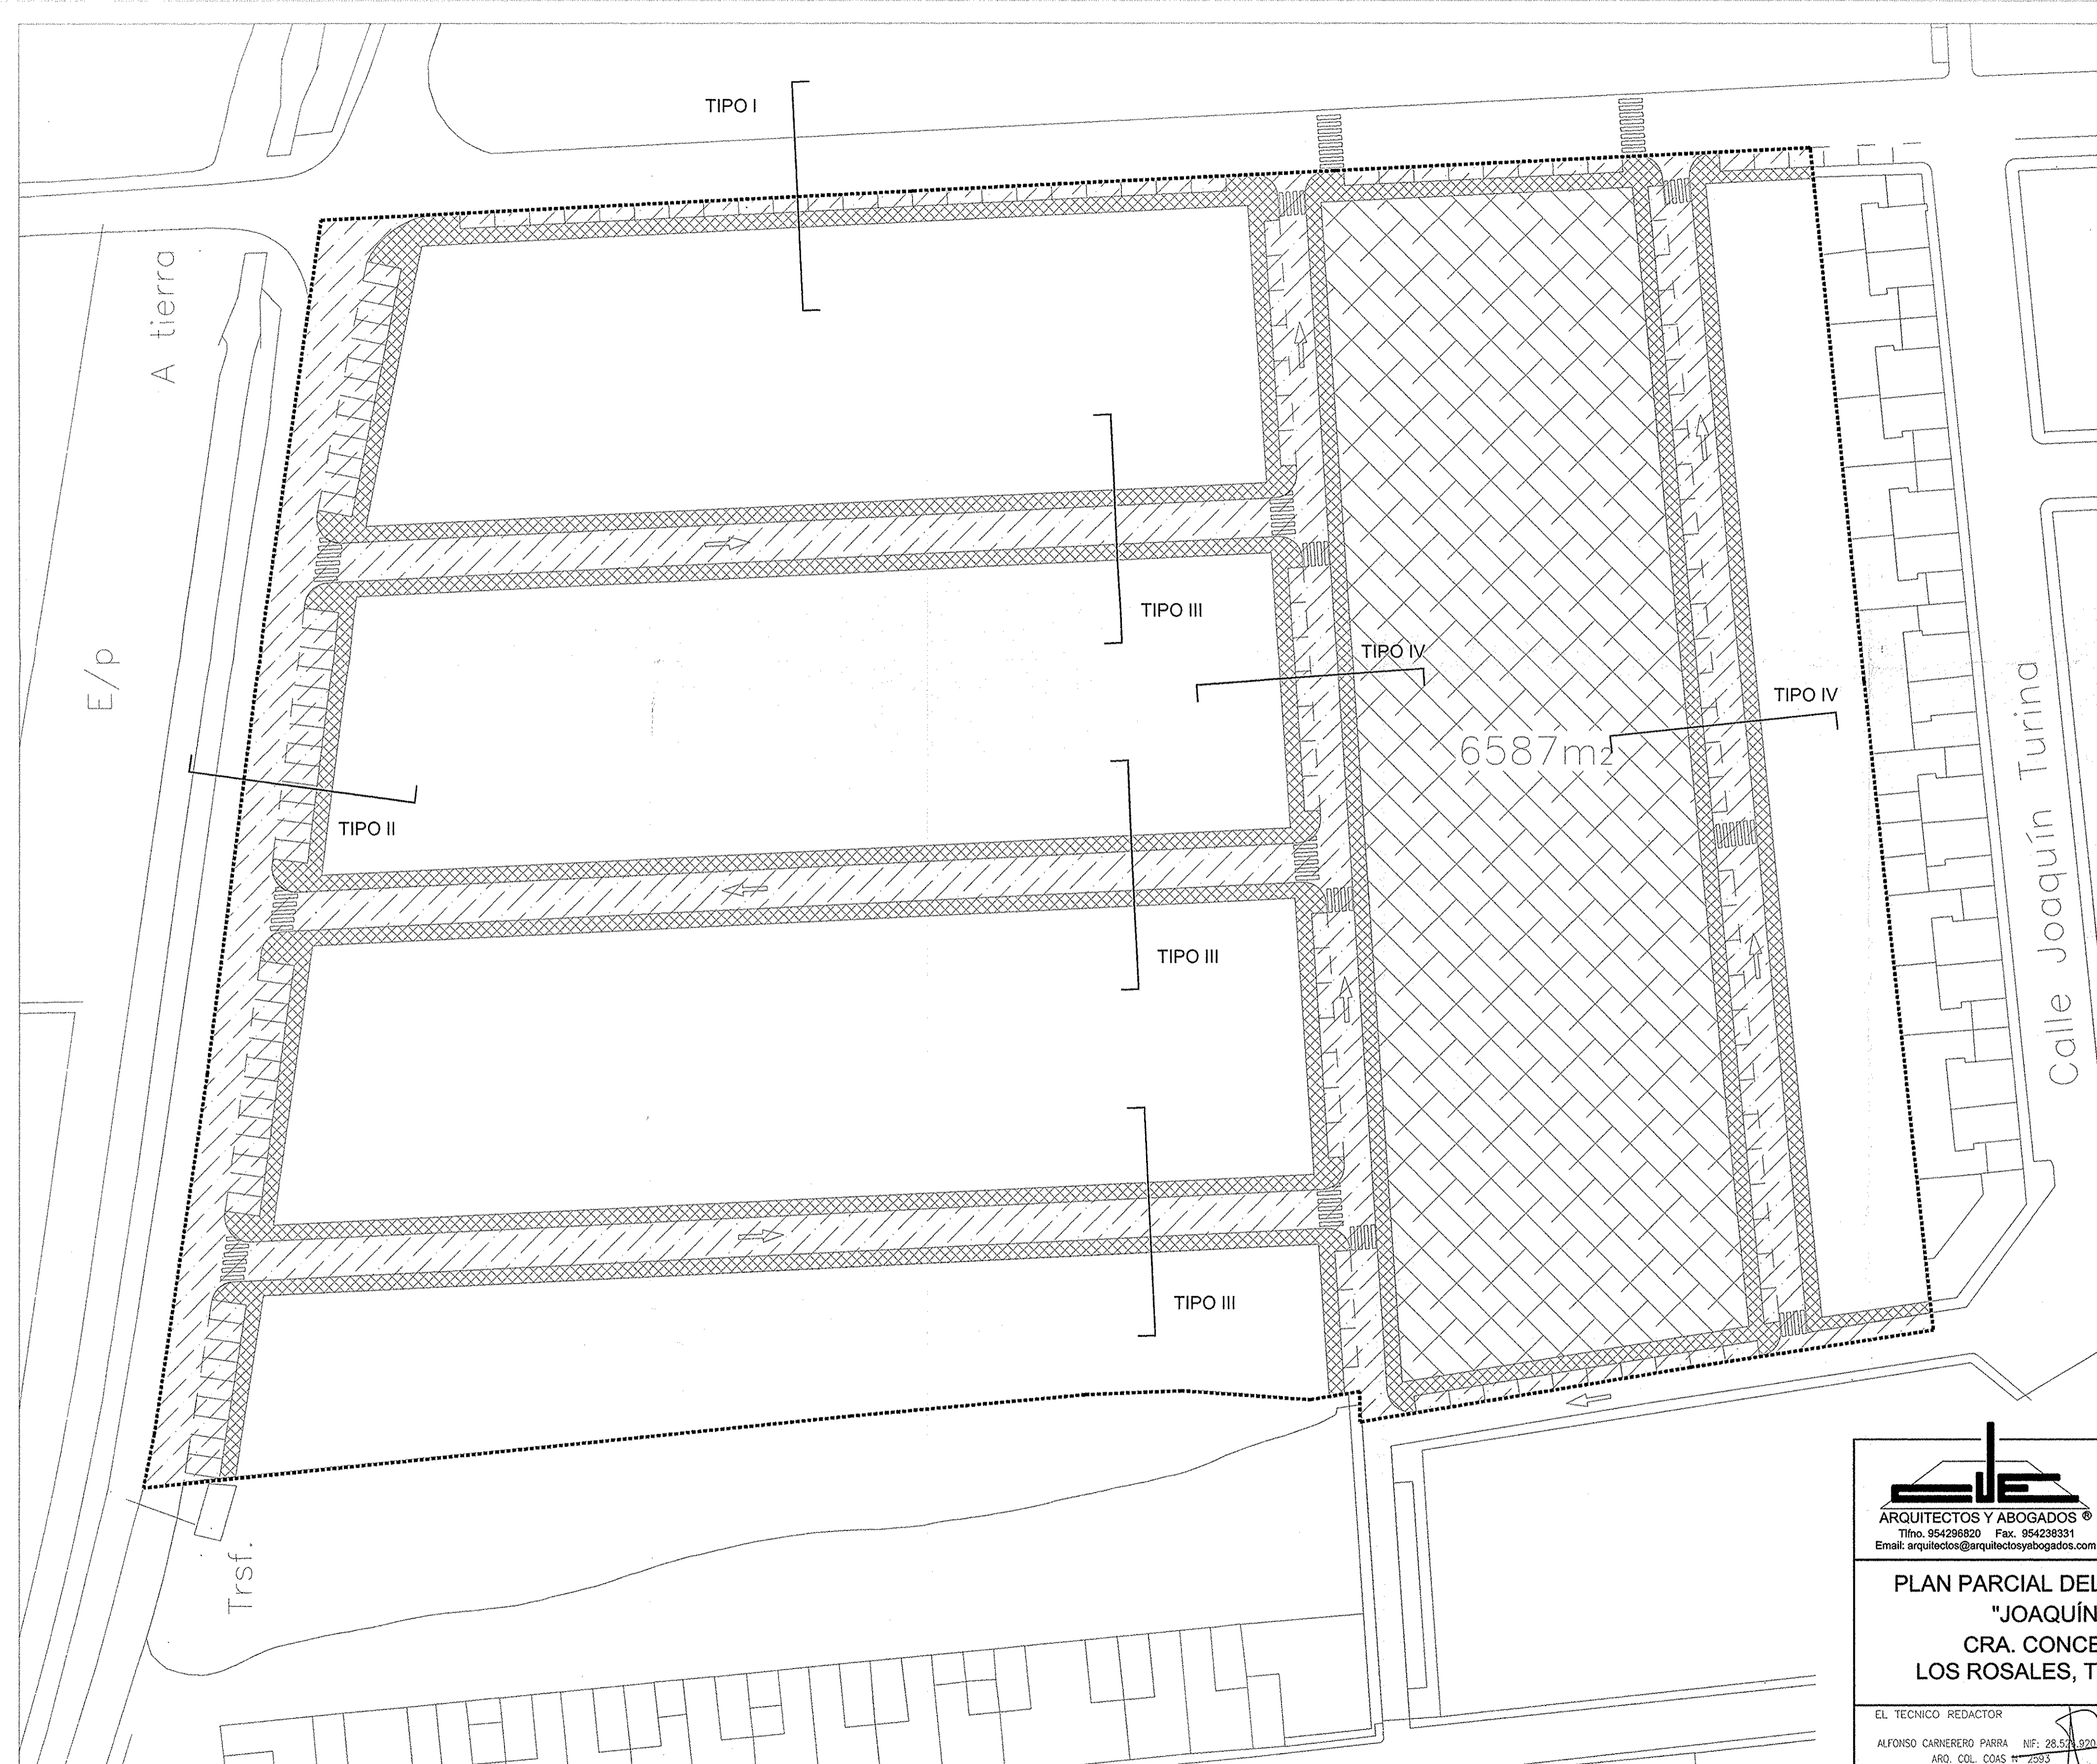 TIPO I
A tierra
TIPO III
E/p
TIPO IV
TIPO IV
6587m2
Calle Joaquín Turina
TIPO II
TIPO III
TIPO III
Trsf.
ARQUITECTOS Y ABOGADOS ®
Tlfno. 954296820 Fax. 954238331
Email: arquitectos@arquitectosyabogados.com
PLAN PARCIAL DEL
"JOAQUÍN
CRA. CONCE
LOS ROSALES, T
EL TECNICO REDACTOR
ALFONSO CARNERERO PARRA NIF:
ARQ. COL. COAS Nº 2593